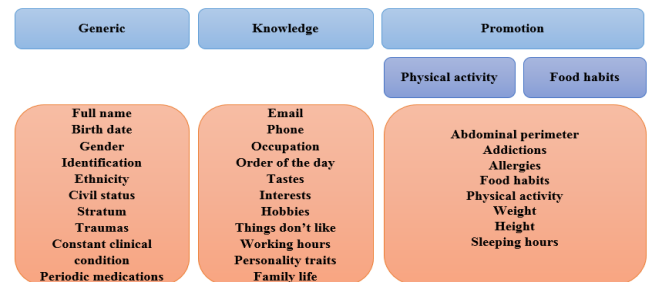 Generic
Knowledge
Promotion
Physical activity
Food habits
Full name
Birth date
Gender
Identification
Ethnicity
Civil status
Stratum
Traumas
Constant clinical
condition
Periodic medications
Email
Phone
Occupation
Order of the day
Tastes
Interests
Hobbies
Things don't like
Working hours
Personality traits
Family life
Abdominal perimeter
Addictions
Allergies
Food habits
Physical activity
Weight
Height
Sleeping hours